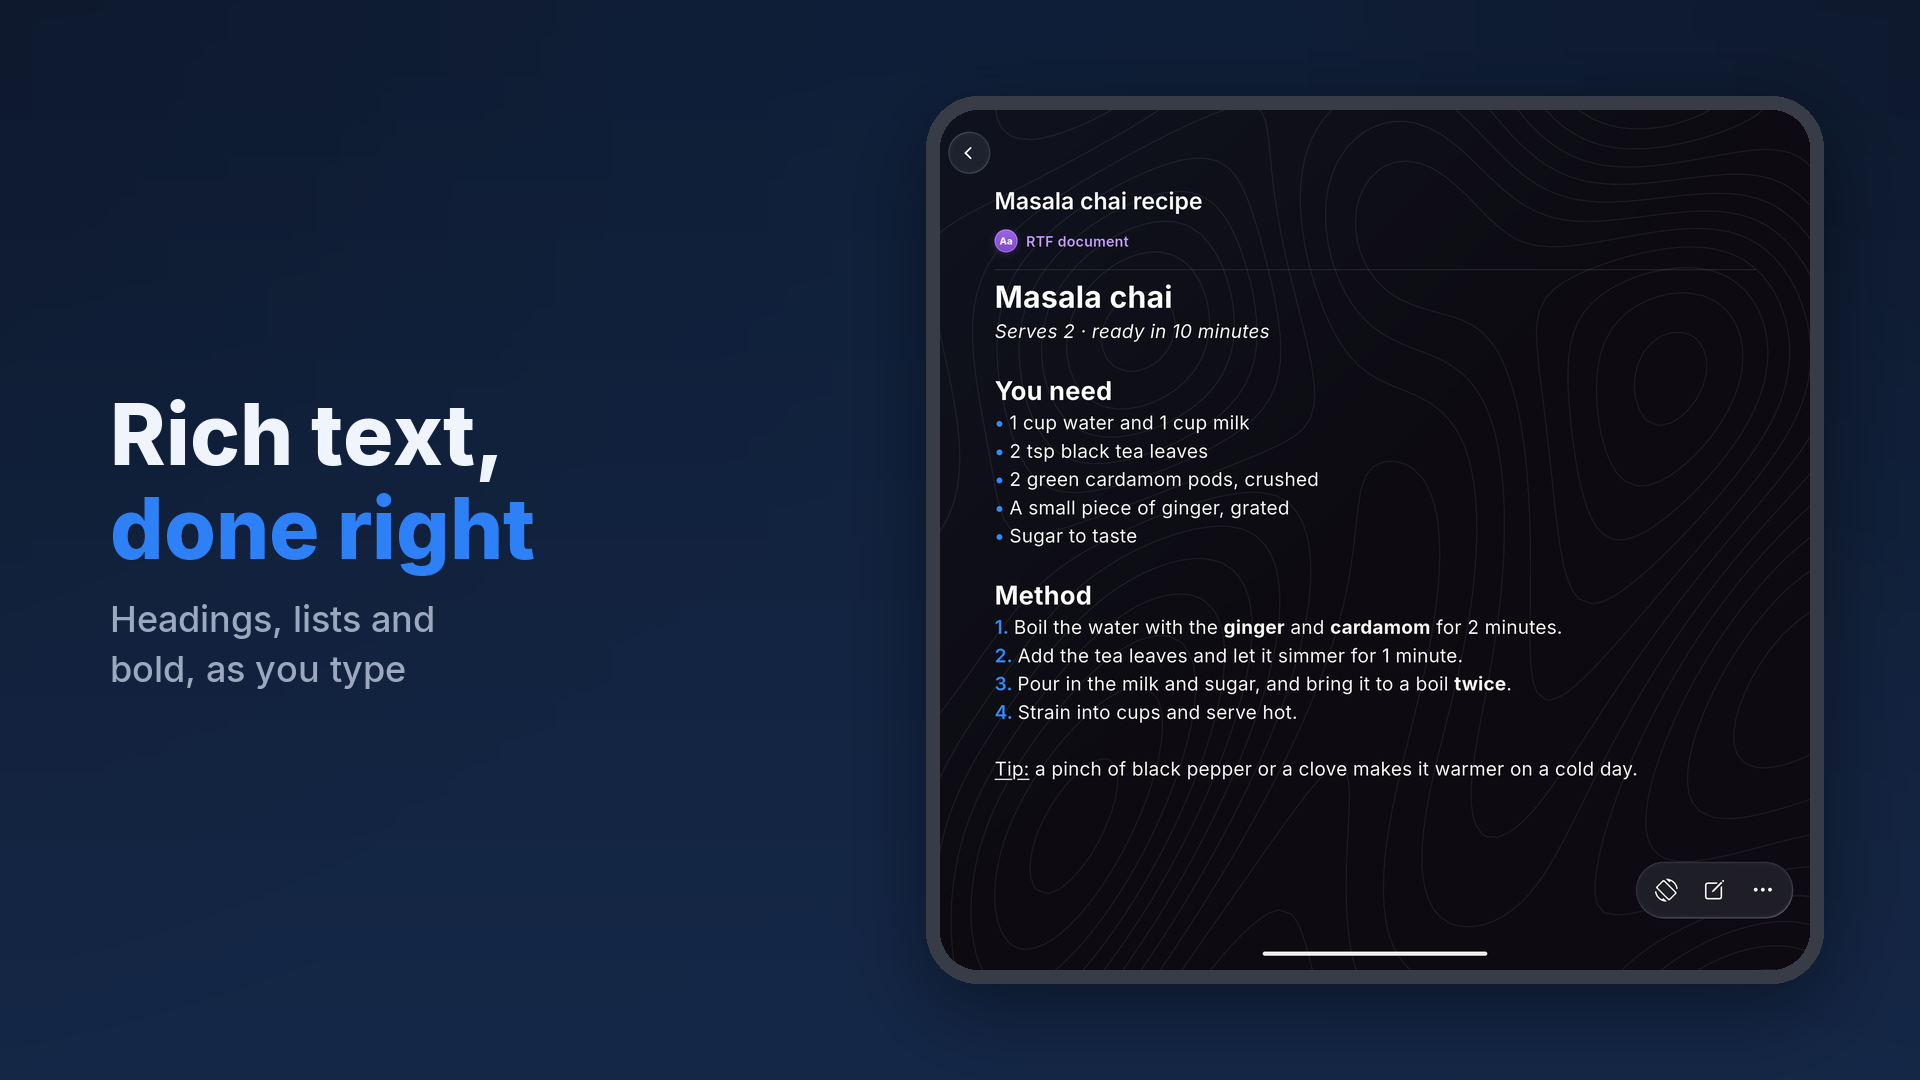 Rich text,
done right
Headings, lists and
bold, as you type
Masala chai recipe
Aa RTF document
Masala chai
Serves 2 · ready in 10 minutes
You need
• 1 cup water and 1 cup milk
• 2 tsp black tea leaves
• 2 green cardamom pods, crushed
• A small piece of ginger, grated
• Sugar to taste
Method
1. Boil the water with the ginger and cardamom for 2 minutes.
2. Add the tea leaves and let it simmer for 1 minute.
3. Pour in the milk and sugar, and bring it to a boil twice.
4. Strain into cups and serve hot.
Tip: a pinch of black pepper or a clove makes it warmer on a cold day.